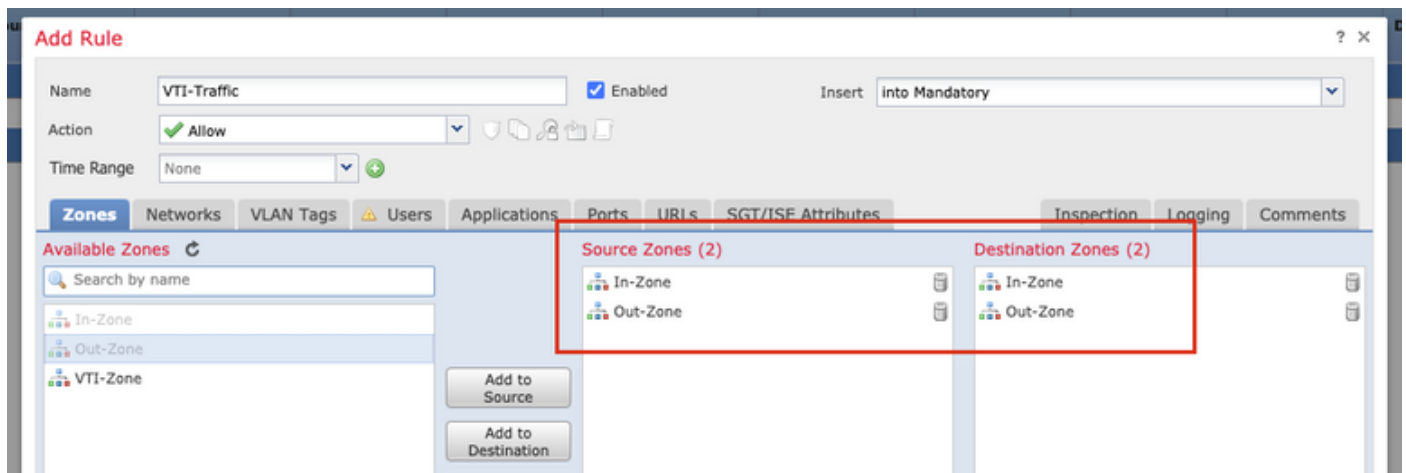 Add Rule
? ×
Name VTI-Traffic Enabled Insert into Mandatory
Action Allow
Time Range None
Zones Networks VLAN Tags Users Applications Ports URLs SGT/ISE Attributes Inspection Logging Comments
Available Zones Source Zones (2) Destination Zones (2)
Search by name In-Zone In-Zone
In-Zone Out-Zone Out-Zone
Out-Zone
VTI-Zone
Add to
Source
Add to
Destination